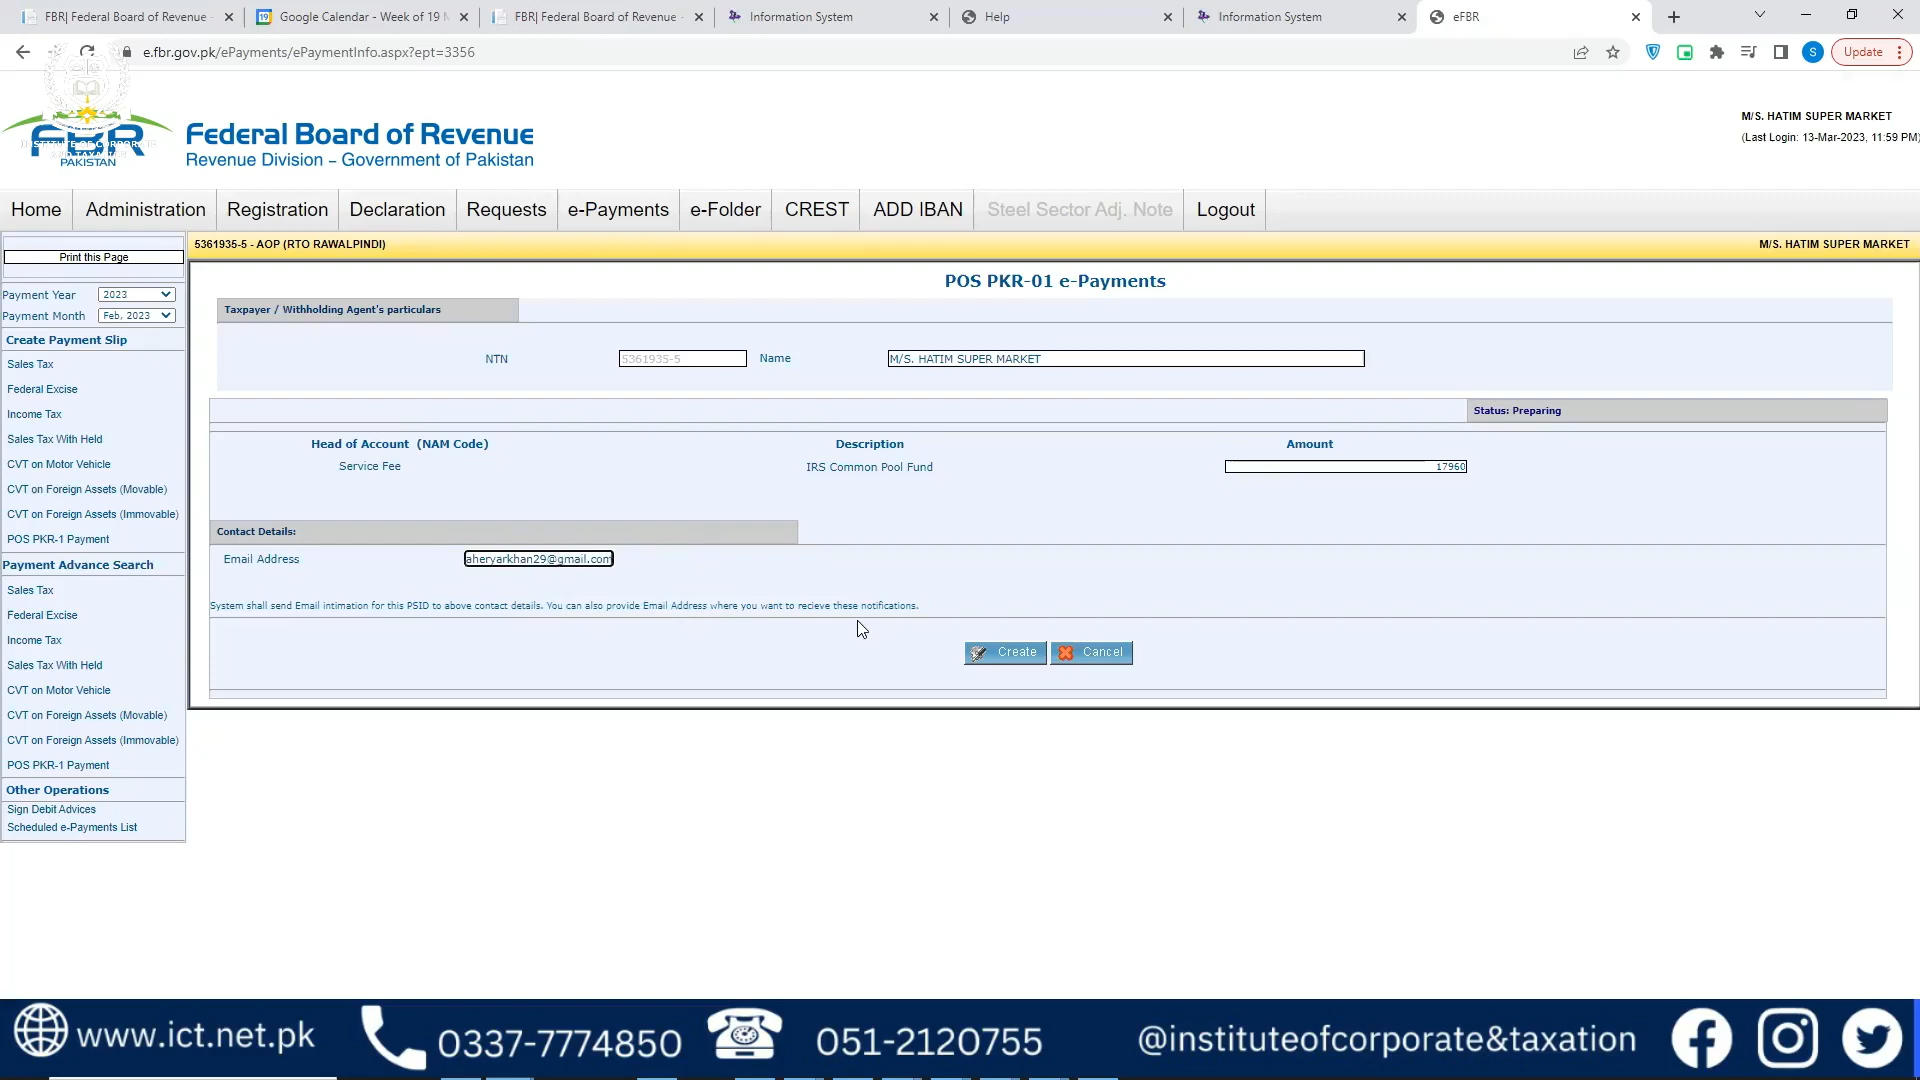 FBR| Federal Board of Revenue
Google Calendar - Week of 19 M
FBR| Federal Board of Revenue
Information System
Help
Information System
eFBR
e.fbr.gov.pk/ePayments/ePaymentInfo.aspx?ept=3356
S
Update
FBR
PAKISTAN
Federal Board of Revenue
Revenue Division – Government of Pakistan
M/S. HATIM SUPER MARKET
(Last Login: 13-Mar-2023, 11:59 PM)
Home
Administration
Registration
Declaration
Requests
e-Payments
e-Folder
CREST
ADD IBAN
Steel Sector Adj. Note
Logout
Print this Page
5361935-5 - AOP (RTO RAWALPINDI)
M/S. HATIM SUPER MARKET
Payment Year 2023
Payment Month Feb, 2023
Create Payment Slip
Sales Tax
Federal Excise
Income Tax
Sales Tax With Held
CVT on Motor Vehicle
CVT on Foreign Assets (Movable)
CVT on Foreign Assets (Immovable)
POS PKR-1 Payment
Payment Advance Search
Sales Tax
Federal Excise
Income Tax
Sales Tax With Held
CVT on Motor Vehicle
CVT on Foreign Assets (Movable)
CVT on Foreign Assets (Immovable)
POS PKR-1 Payment
Other Operations
Sign Debit Advices
Scheduled e-Payments List
POS PKR-01 e-Payments
Taxpayer / Withholding Agent's particulars
NTN 5361935-5 Name M/S. HATIM SUPER MARKET
Status: Preparing
Head of Account (NAM Code) Description Amount
Service Fee IRS Common Pool Fund 17960
Contact Details:
Email Address aheryarkhan29@gmail.com
System shall send Email intimation for this PSID to above contact details. You can also provide Email Address where you want to recieve these notifications.
Create Cancel
www.ict.net.pk
0337-7774850
051-2120755
@instituteofcorporate&taxation